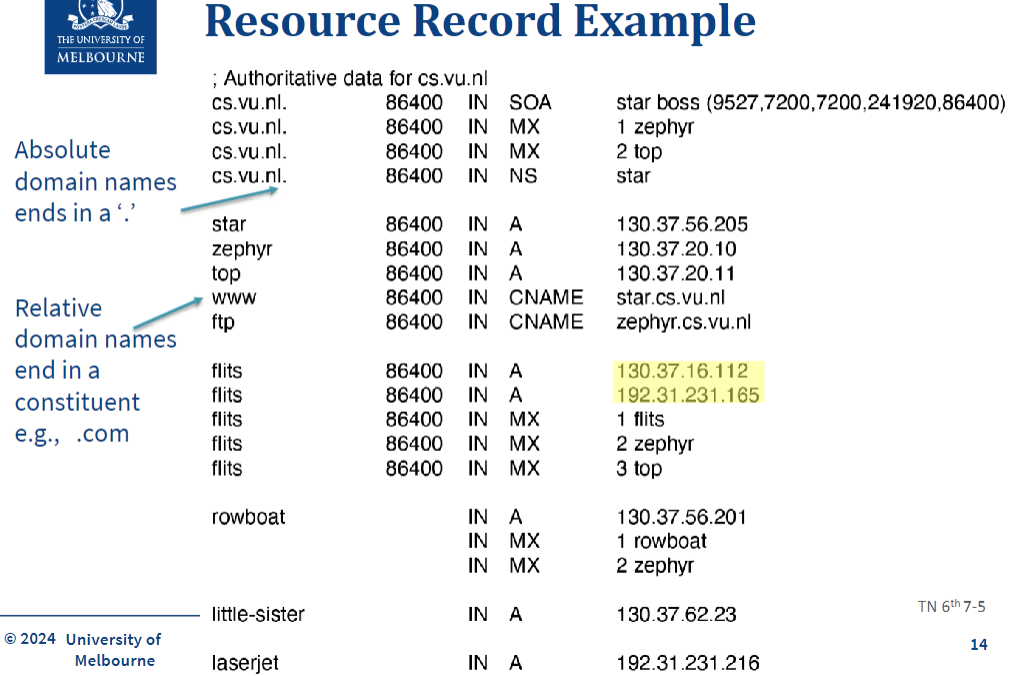 THE UNIVERSITY OF
MELBOURNE
Resource Record Example
; Authoritative data for cs.vu.nl
cs.vu.nl. 86400 IN SOA star boss (9527,7200,7200,241920,86400)
cs.vu.nl. 86400 IN MX 1 zephyr
cs.vu.nl. 86400 IN MX 2 top
cs.vu.nl. 86400 IN NS star
star 86400 IN A 130.37.56.205
zephyr 86400 IN A 130.37.20.10
top 86400 IN A 130.37.20.11
www 86400 IN CNAME star.cs.vu.nl
ftp 86400 IN CNAME zephyr.cs.vu.nl
flits 86400 IN A 130.37.16.112
flits 86400 IN A 192.31.231.165
flits 86400 IN MX 1 flits
flits 86400 IN MX 2 zephyr
flits 86400 IN MX 3 top
rowboat IN A 130.37.56.201
IN MX 1 rowboat
IN MX 2 zephyr
little-sister IN A 130.37.62.23
laserjet IN A 192.31.231.216
Absolute
domain names
ends in a ‘.’
Relative
domain names
end in a
constituent
e.g., .com
TN 6th 7-5
© 2024 University of
Melbourne
14